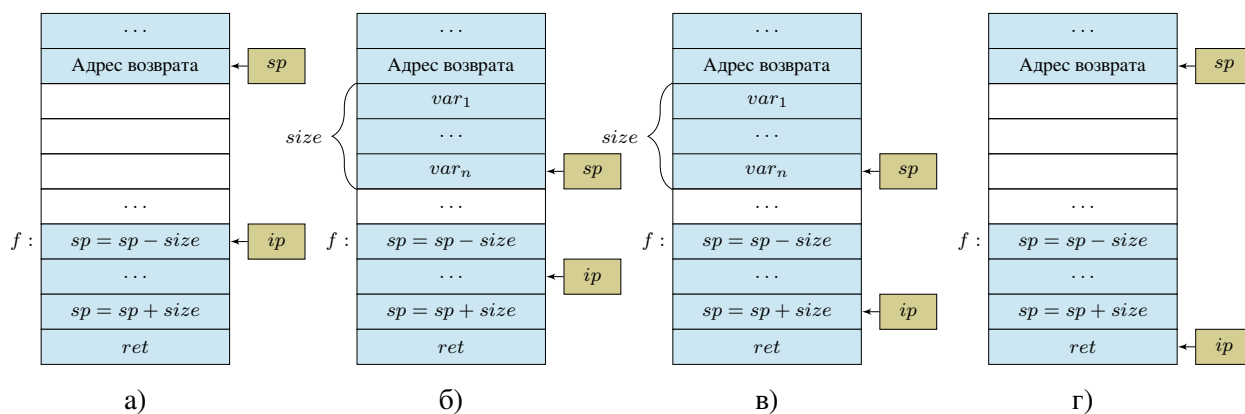 ...
Адрес возврата
sp
...
f :
sp = sp − size
ip
...
sp = sp + size
ret
а)
...
Адрес возврата
size
var₁
...
varₙ
sp
...
f :
sp = sp − size
...
ip
sp = sp + size
ret
б)
...
Адрес возврата
size
var₁
...
varₙ
sp
...
f :
sp = sp − size
...
sp = sp + size
ip
ret
в)
...
Адрес возврата
sp
...
f :
sp = sp − size
...
sp = sp + size
ret
ip
г)